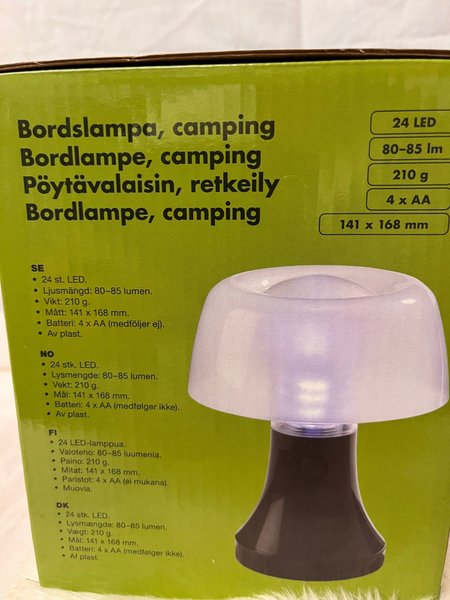 Bordslampa, camping
Bordlampe, camping
Pöytävalaisin, retkeily
Bordlampe, camping
24 LED
80–85 lm
210 g
4 x AA
141 x 168 mm
SE
• 24 st. LED.
• Ljusmängd: 80–85 lumen.
• Vikt: 210 g.
• Mått: 141 x 168 mm.
• Batteri: 4 x AA (medföljer ej).
• Av plast.
NO
• 24 stk. LED.
• Lysmengde: 80–85 lumen.
• Vekt: 210 g.
• Mål: 141 x 168 mm.
• Batteri: 4 x AA (medfølger ikke).
• Av plast.
FI
• 24 LED-lamppua.
• Valoteho: 80–85 luumenia.
• Paino: 210 g.
• Mitat: 141 x 168 mm.
• Paristot: 4 x AA (ei mukana).
• Muovia.
DK
• 24 stk. LED.
• Lysmængde: 80–85 lumen.
• Vægt: 210 g.
• Mål: 141 x 168 mm.
• Batteri: 4 x AA (medfølger ikke).
• Af plast.